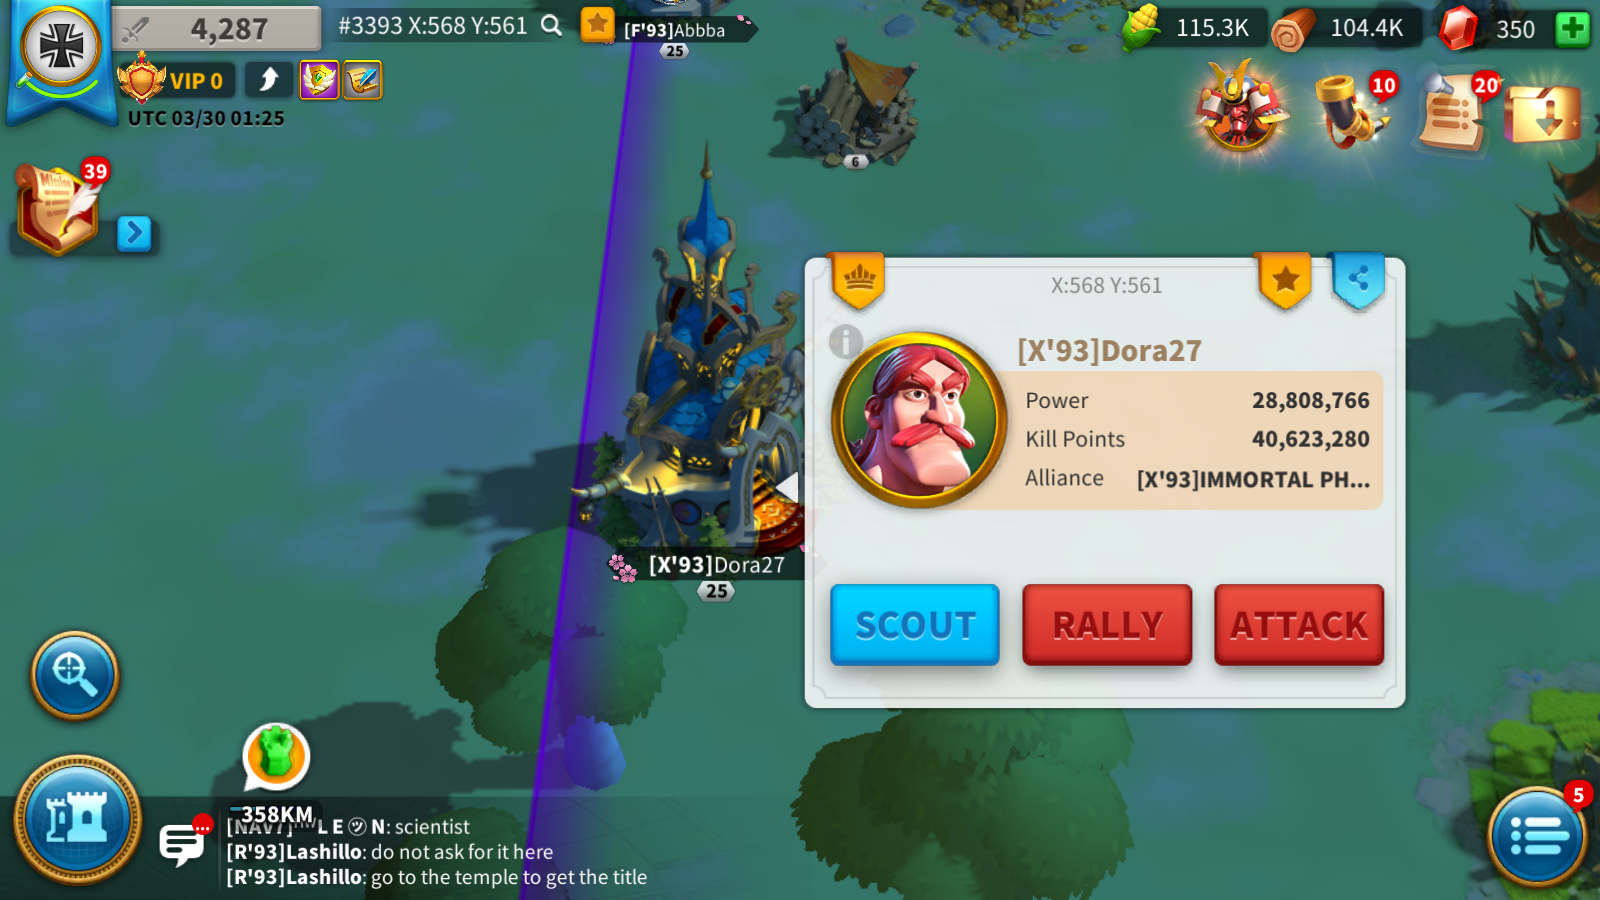 4,287
#3393 X:568 Y:561
[F'93]Abbba
25
115.3K
104.4K
350
VIP 0
UTC 03/30 01:25
10
20
Mission
39
6
X:568 Y:561
[X'93]Dora27
Power 28,808,766
Kill Points 40,623,280
Alliance [X'93]IMMORTAL PH...
[X'93]Dora27
25
SCOUT
RALLY
ATTACK
358KM
L E ツ N: scientist
[R'93]Lashillo: do not ask for it here
[R'93]Lashillo: go to the temple to get the title
5